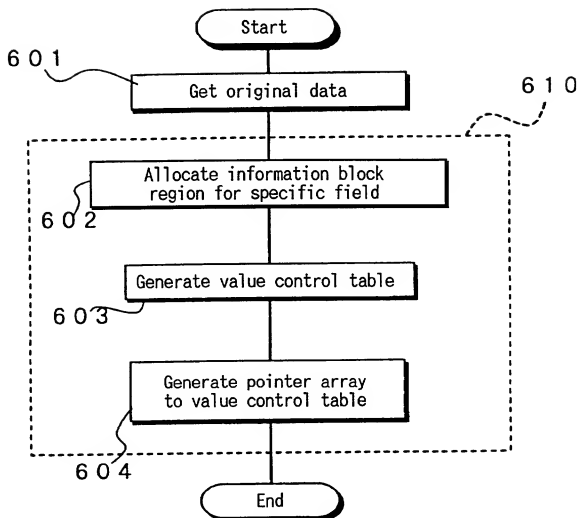 Start
601
Get original data
610
Allocate information block
region for specific field
602
Generate value control table
603
Generate pointer array
to value control table
604
End